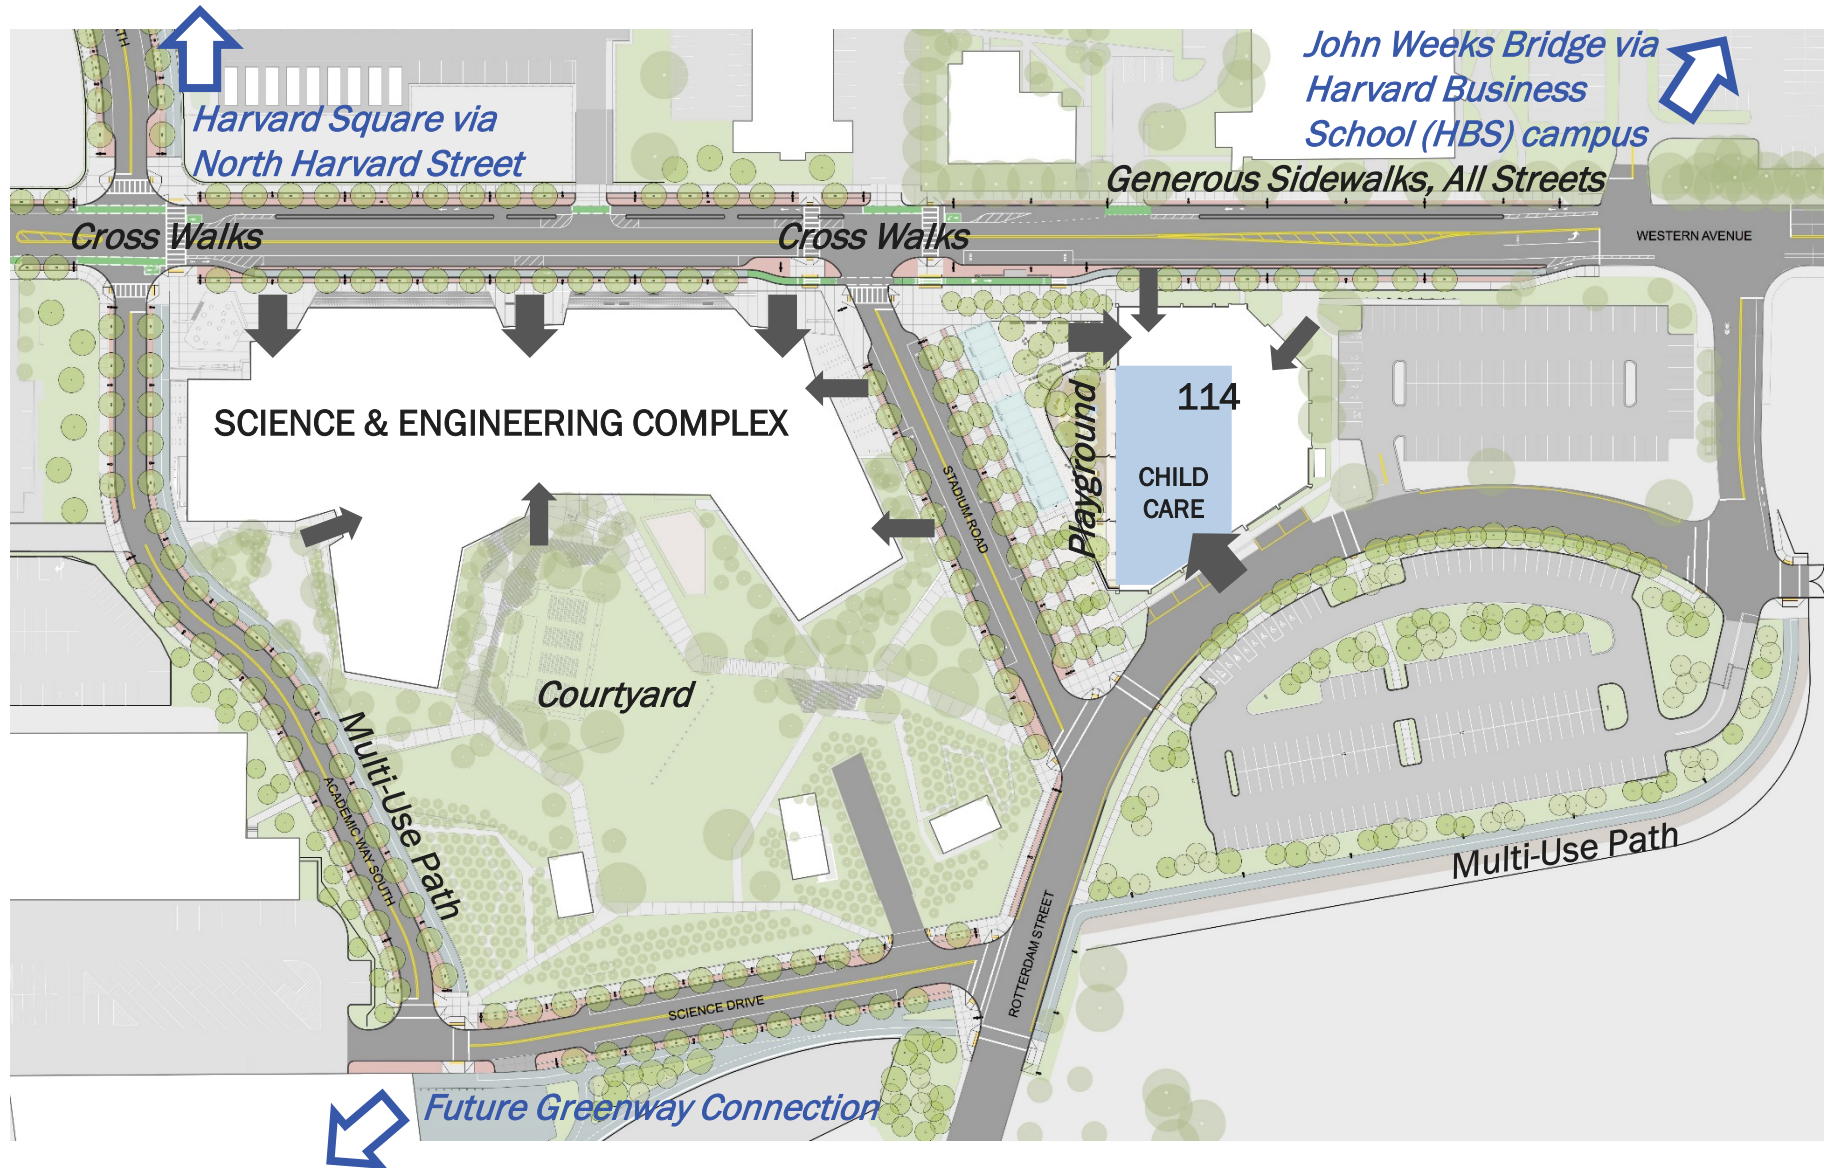 John Weeks Bridge via
Harvard Business
School (HBS) campus
Harvard Square via
North Harvard Street
Generous Sidewalks, All Streets
Cross Walks
Cross Walks
WESTERN AVENUE
SCIENCE & ENGINEERING COMPLEX
114
CHILD
CARE
Playground
STADIUM ROAD
Courtyard
Multi-Use Path
ACADEMIC WAY SOUTH
Multi-Use Path
ROTTERDAM STREET
SCIENCE DRIVE
Future Greenway Connection